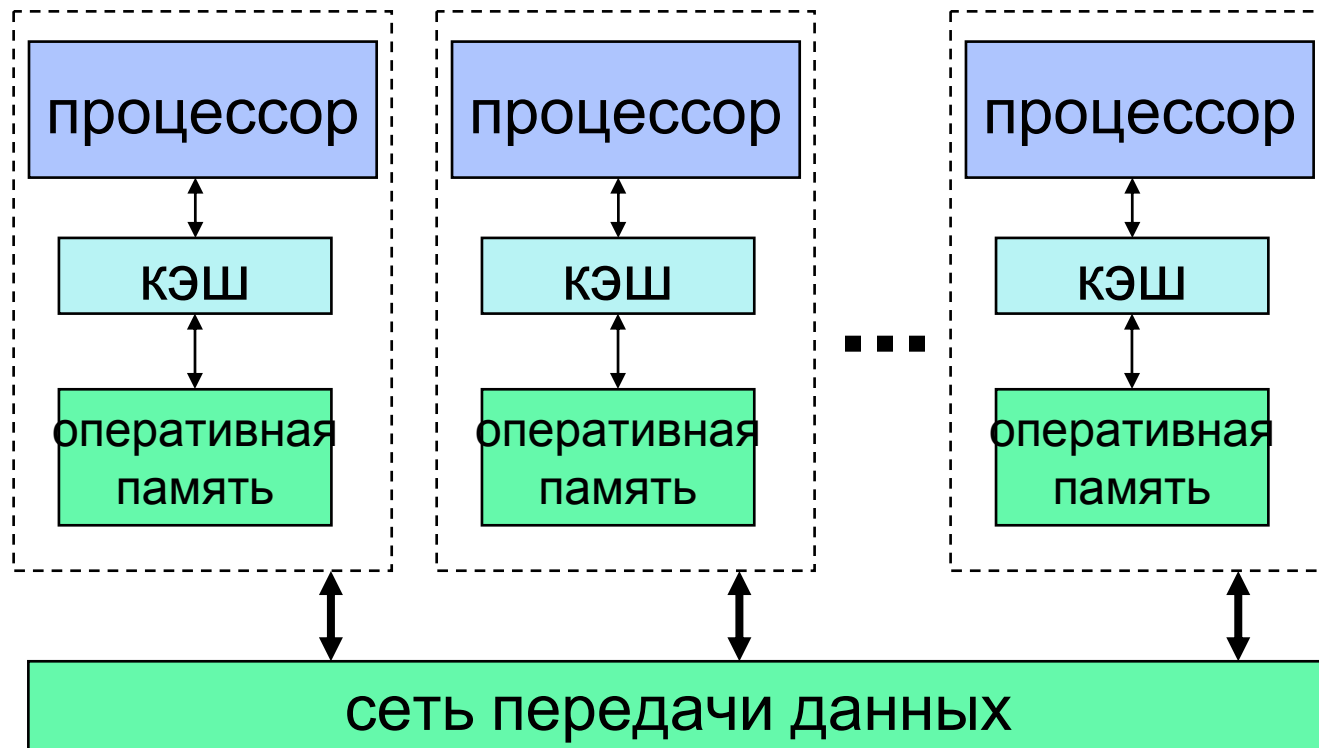 процессор
процессор
процессор
кэш
кэш
кэш
оперативная
память
оперативная
память
оперативная
память
сеть передачи данных